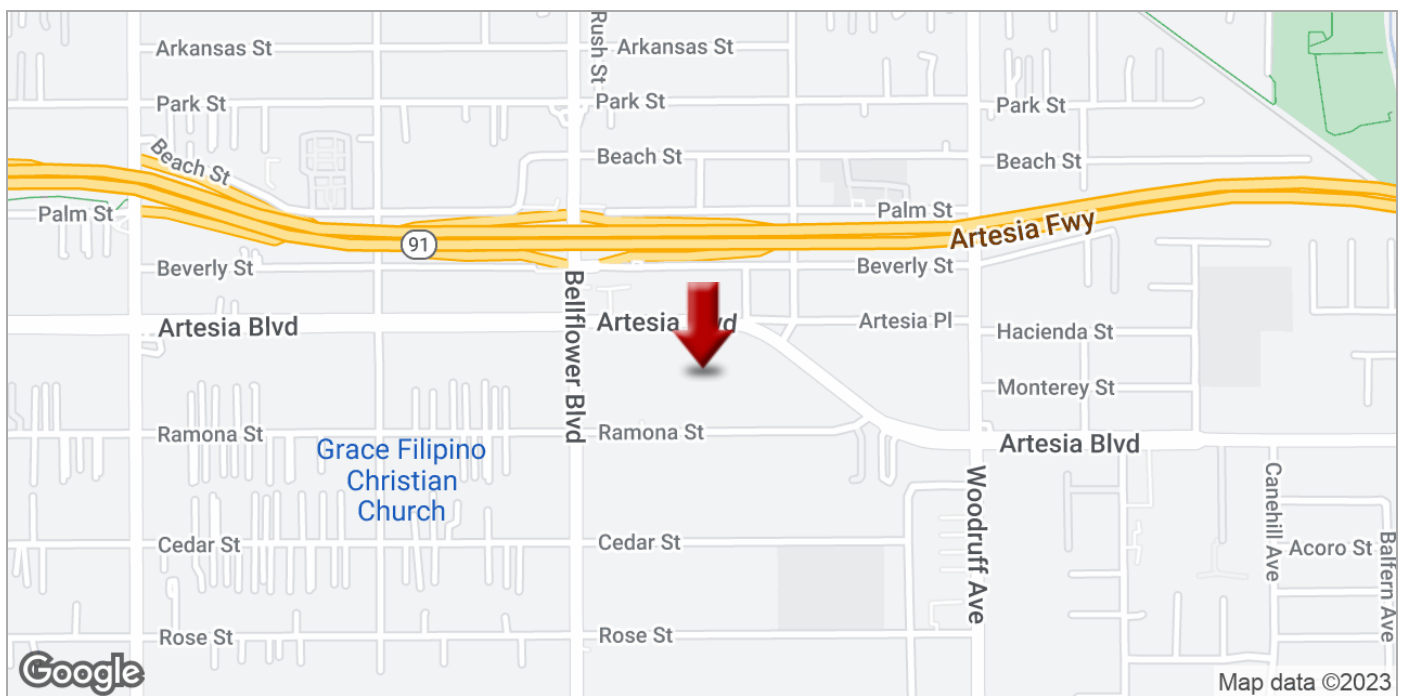 Arkansas St
Rush St
Arkansas St
Park St
Park St
Park St
Beach St
Beach St
Beach St
Palm St
Palm St
91
Artesia Fwy
Beverly St
Beverly St
Artesia Blvd
Bellflower Blvd
Artesia Blvd
Artesia Pl
Hacienda St
Monterey St
Ramona St
Ramona St
Artesia Blvd
Grace Filipino
Christian
Church
Woodruff Ave
Canehill Ave
Cedar St
Cedar St
Acoro St
Balfern Ave
Rose St
Rose St
Google
Map data ©2023